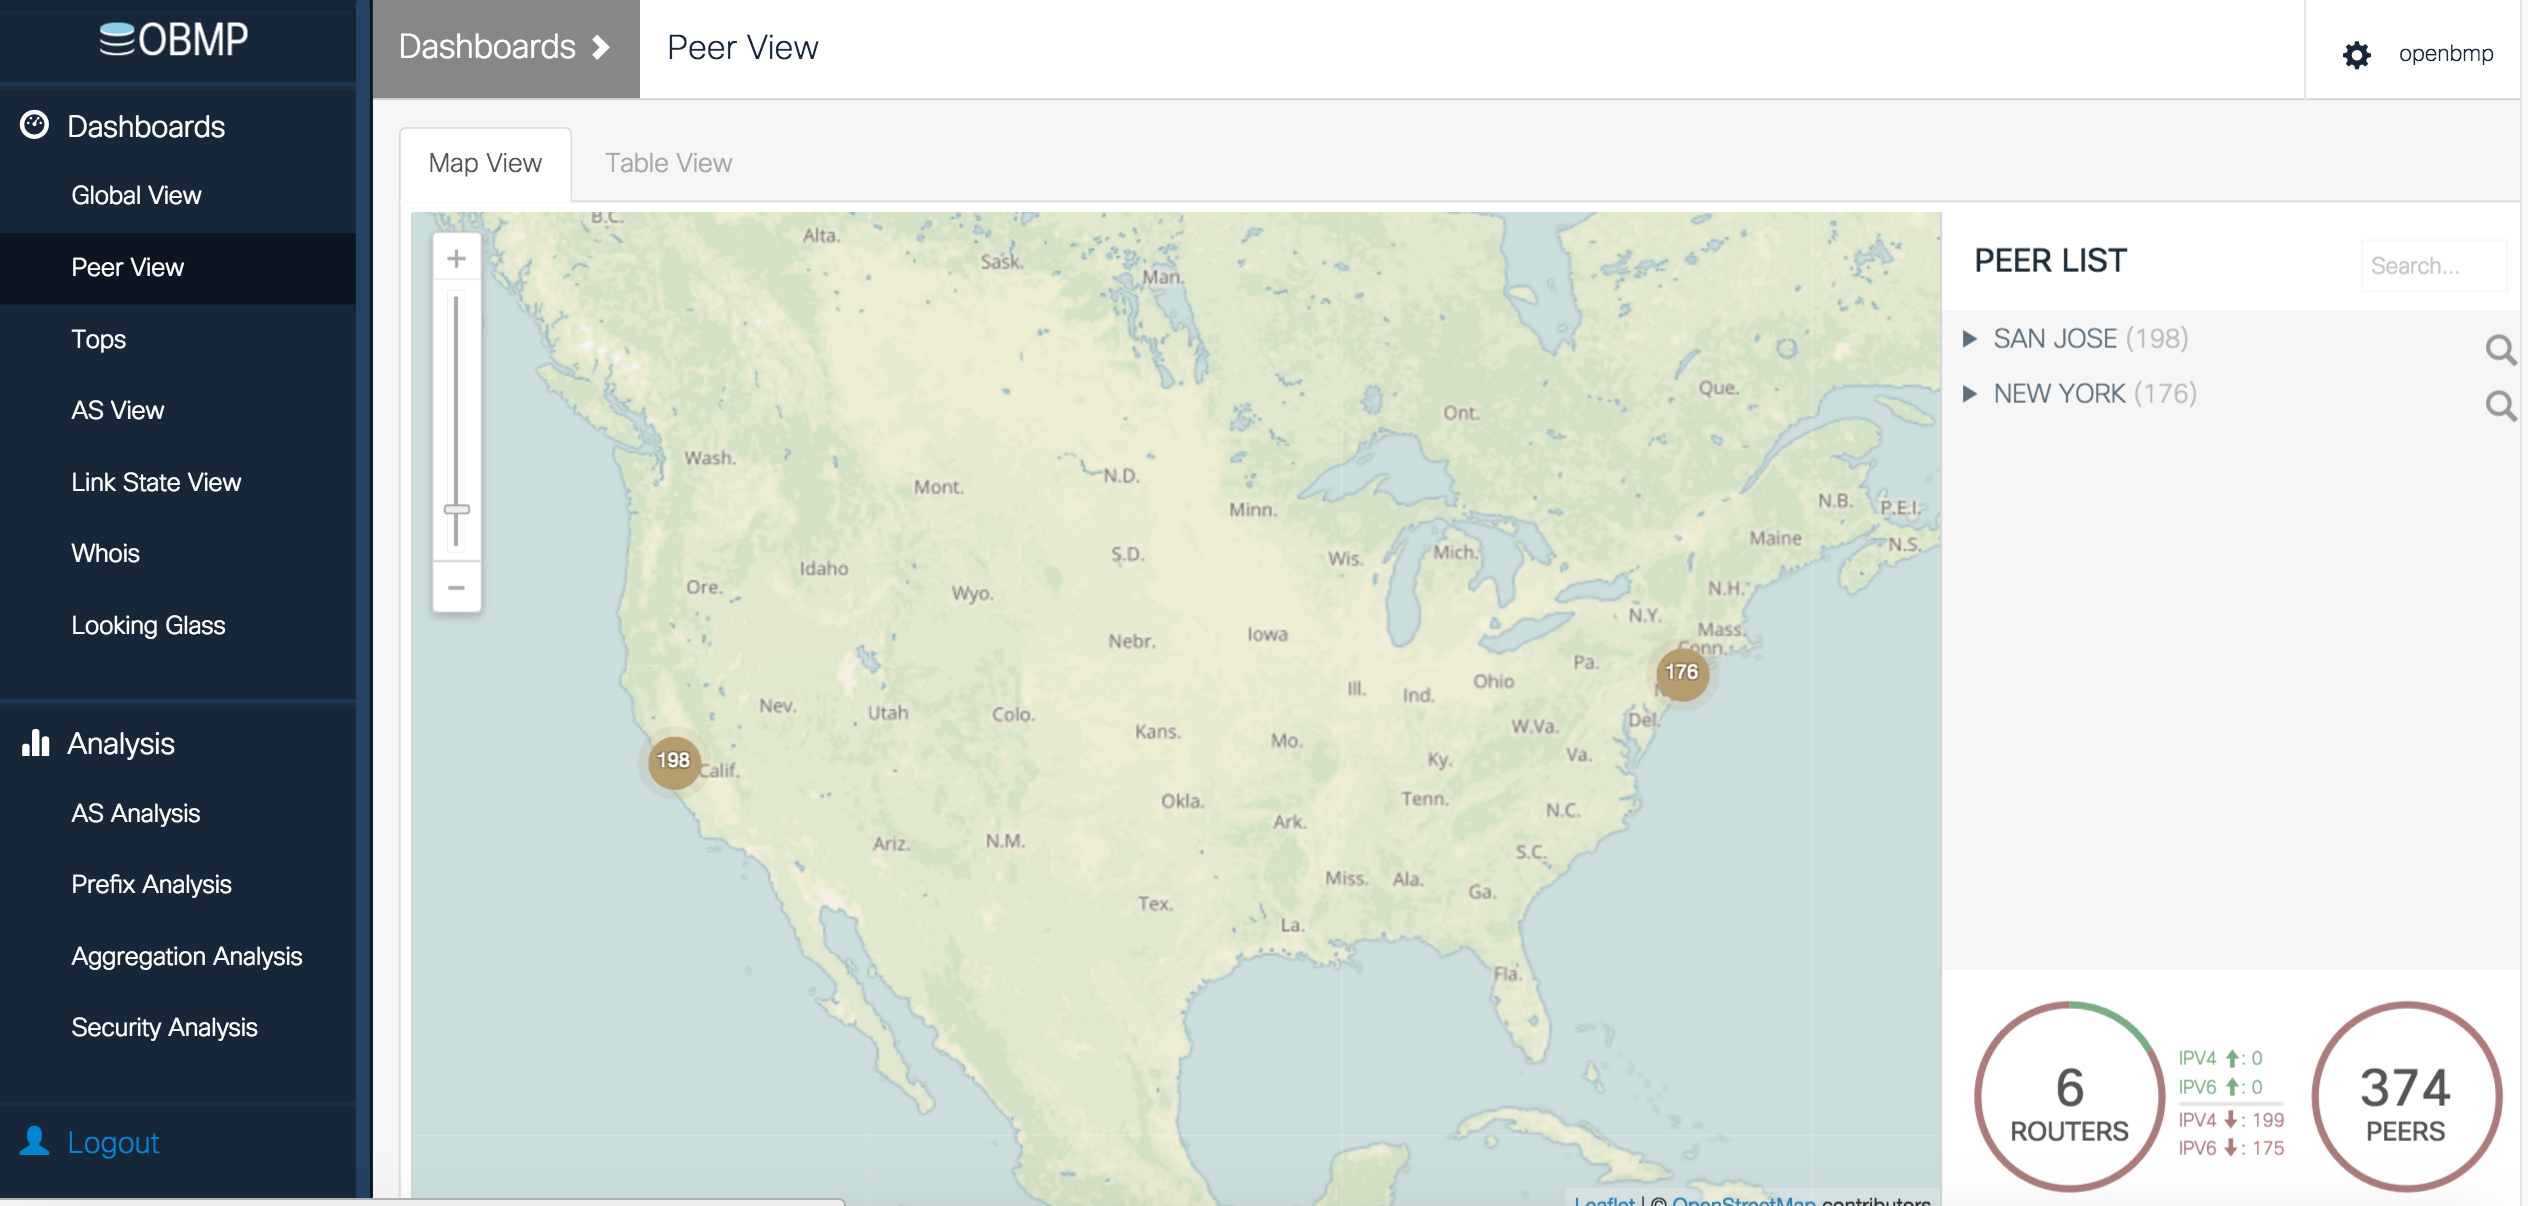 OBMP
Dashboards
Global View
Peer View
Tops
AS View
Link State View
Whois
Looking Glass
Analysis
AS Analysis
Prefix Analysis
Aggregation Analysis
Security Analysis
Logout
Dashboards
Peer View
openbmp
Map View
Table View
+
−
B.C.
Alta.
Sask.
Man.
Que.
Ont.
Wash.
Mont.
N.D.
Minn.
N.B.
P.E.I.
Maine
N.S.
Idaho
S.D.
Wis.
Mich.
Ore.
Wyo.
N.H.
N.Y.
Mass.
Conn.
Nebr.
Iowa
Pa.
176
Ill.
Ind.
Ohio
Nev.
Utah
Colo.
Del.
W.Va.
Kans.
Mo.
Ky.
Va.
198
Calif.
Okla.
Tenn.
N.C.
Ark.
Ariz.
N.M.
S.C.
Miss.
Ala.
Ga.
Tex.
La.
Fla.
Leaflet | © OpenStreetMap contributors
PEER LIST
Search...
SAN JOSE (198)
NEW YORK (176)
6
ROUTERS
IPV4 ⬆: 0
IPV6 ⬆: 0
IPV4 ⬇: 199
IPV6 ⬇: 175
374
PEERS